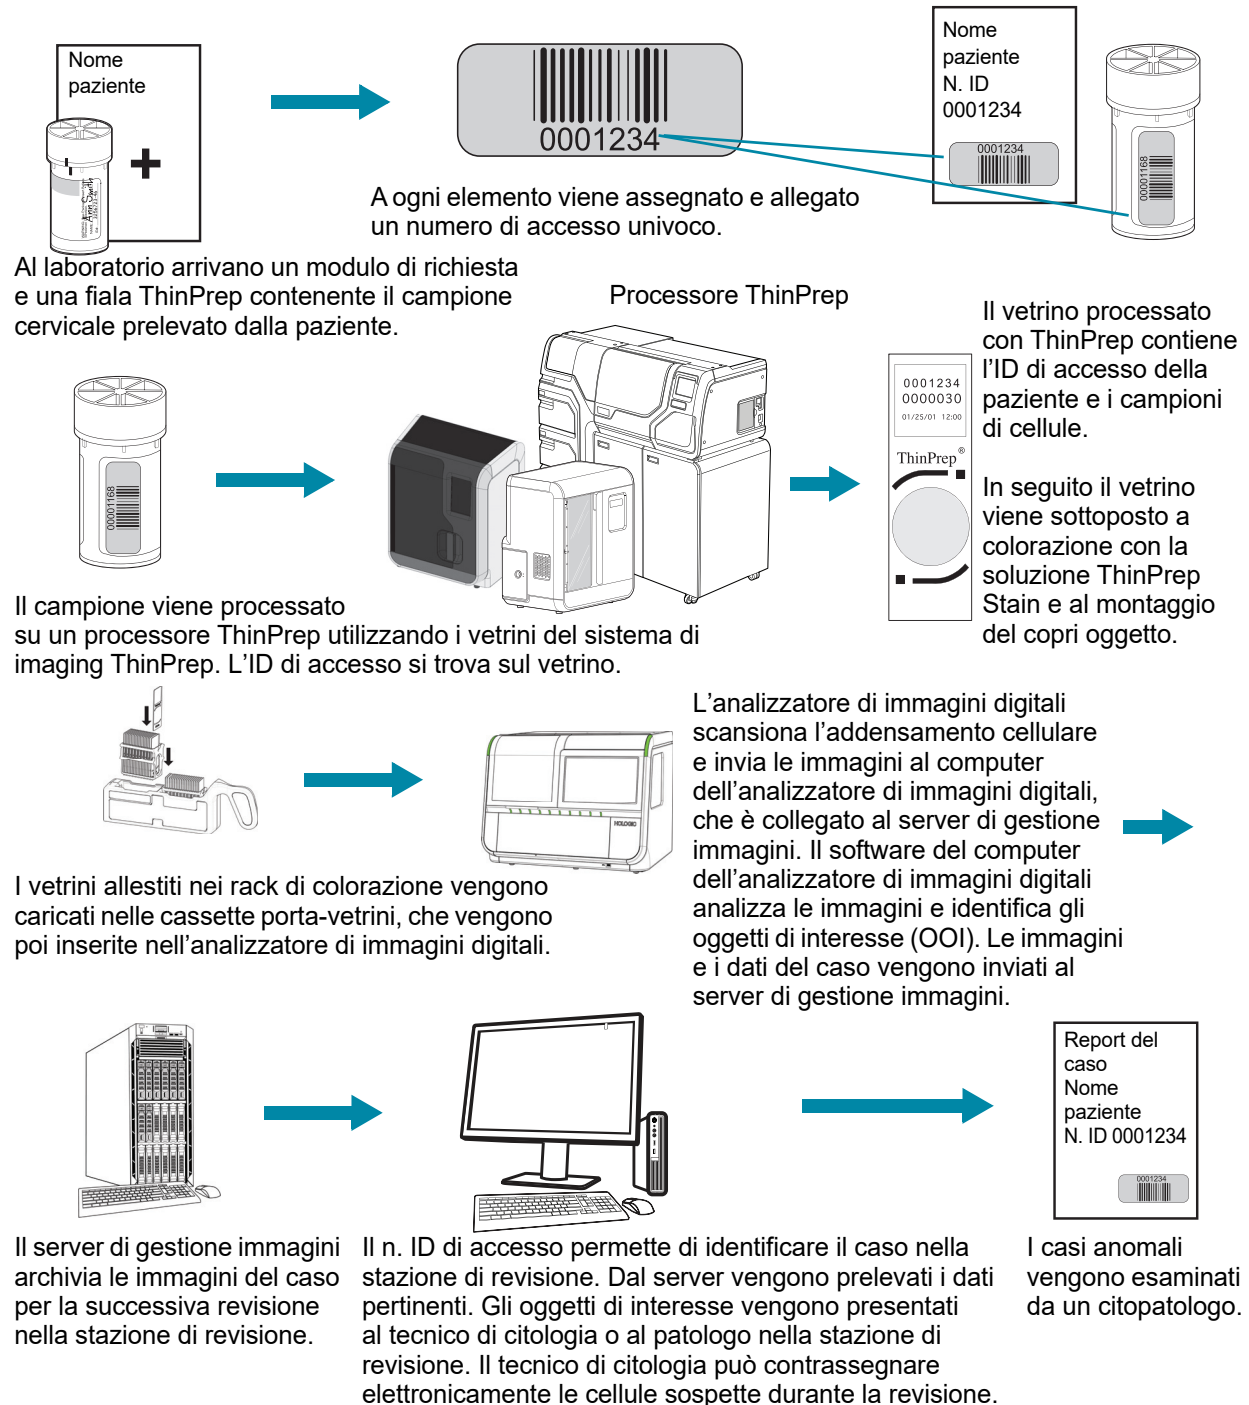 Nome
paziente
Ann Smith
0001234
Nome
paziente
N. ID
0001234
0001234
00001168
A ogni elemento viene assegnato e allegato
un numero di accesso univoco.
Al laboratorio arrivano un modulo di richiesta
e una fiala ThinPrep contenente il campione
cervicale prelevato dalla paziente.
Processore ThinPrep
00001168
0001234
0000030
01/25/01 12:00
ThinPrep®
Il vetrino processato
con ThinPrep contiene
l’ID di accesso della
paziente e i campioni
di cellule.
In seguito il vetrino
viene sottoposto a
colorazione con la
soluzione ThinPrep
Stain e al montaggio
del copri oggetto.
Il campione viene processato
su un processore ThinPrep utilizzando i vetrini del sistema di
imaging ThinPrep. L’ID di accesso si trova sul vetrino.
HOLOGIC
I vetrini allestiti nei rack di colorazione vengono
caricati nelle cassette porta-vetrini, che vengono
poi inserite nell’analizzatore di immagini digitali.
L’analizzatore di immagini digitali
scansiona l’addensamento cellulare
e invia le immagini al computer
dell’analizzatore di immagini digitali,
che è collegato al server di gestione
immagini. Il software del computer
dell’analizzatore di immagini digitali
analizza le immagini e identifica gli
oggetti di interesse (OOI). Le immagini
e i dati del caso vengono inviati al
server di gestione immagini.
Report del
caso
Nome
paziente
N. ID 0001234
0001234
Il server di gestione immagini
archivia le immagini del caso
per la successiva revisione
nella stazione di revisione.
Il n. ID di accesso permette di identificare il caso nella
stazione di revisione. Dal server vengono prelevati i dati
pertinenti. Gli oggetti di interesse vengono presentati
al tecnico di citologia o al patologo nella stazione di
revisione. Il tecnico di citologia può contrassegnare
elettronicamente le cellule sospette durante la revisione.
I casi anomali
vengono esaminati
da un citopatologo.